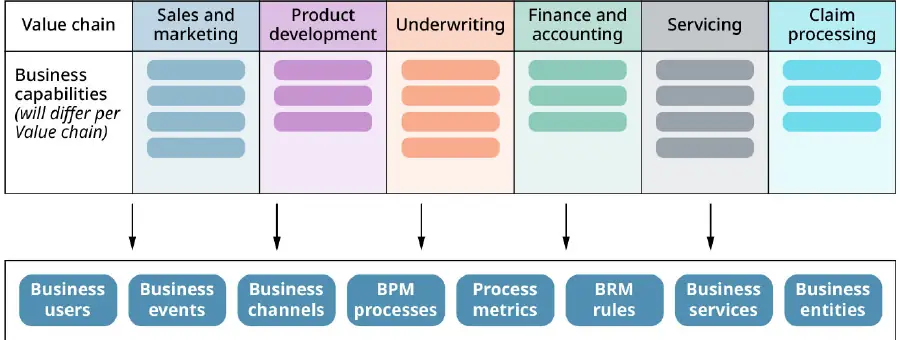 Value chain
Sales and
marketing
Product
development
Underwriting
Finance and
accounting
Servicing
Claim
processing
Business
capabilities
(will differ per
Value chain)
Business
users
Business
events
Business
channels
BPM
processes
Process
metrics
BRM
rules
Business
services
Business
entities